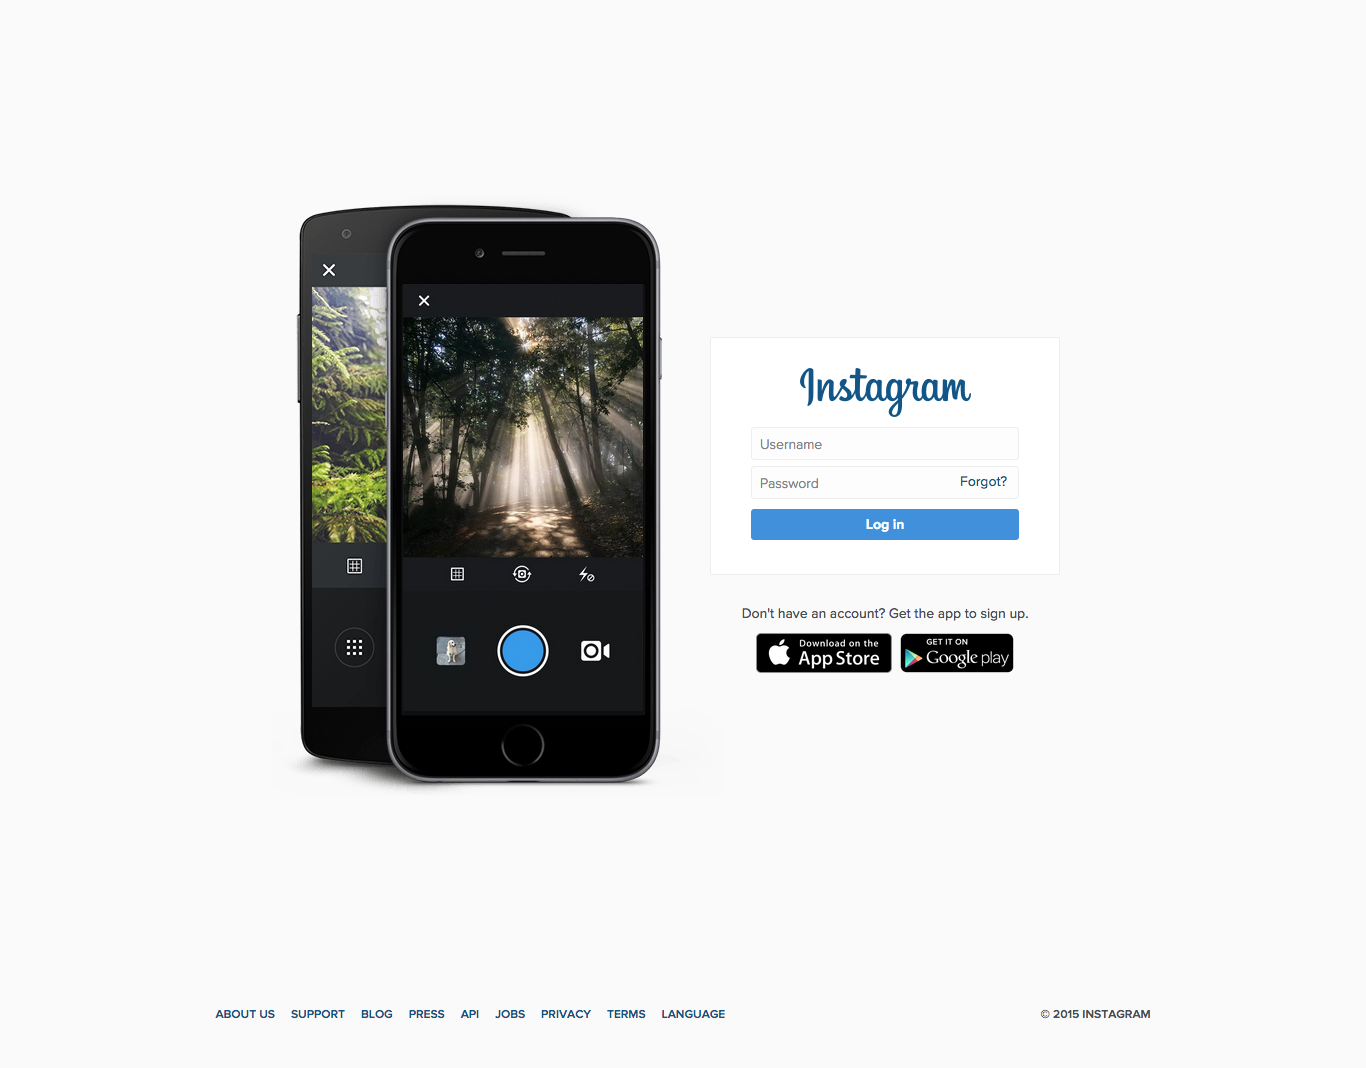 Instagram
Username
Password Forgot?
Log in
Don't have an account? Get the app to sign up.
Download on the
App Store
GET IT ON
Google play
ABOUT US SUPPORT BLOG PRESS API JOBS PRIVACY TERMS LANGUAGE © 2015 INSTAGRAM